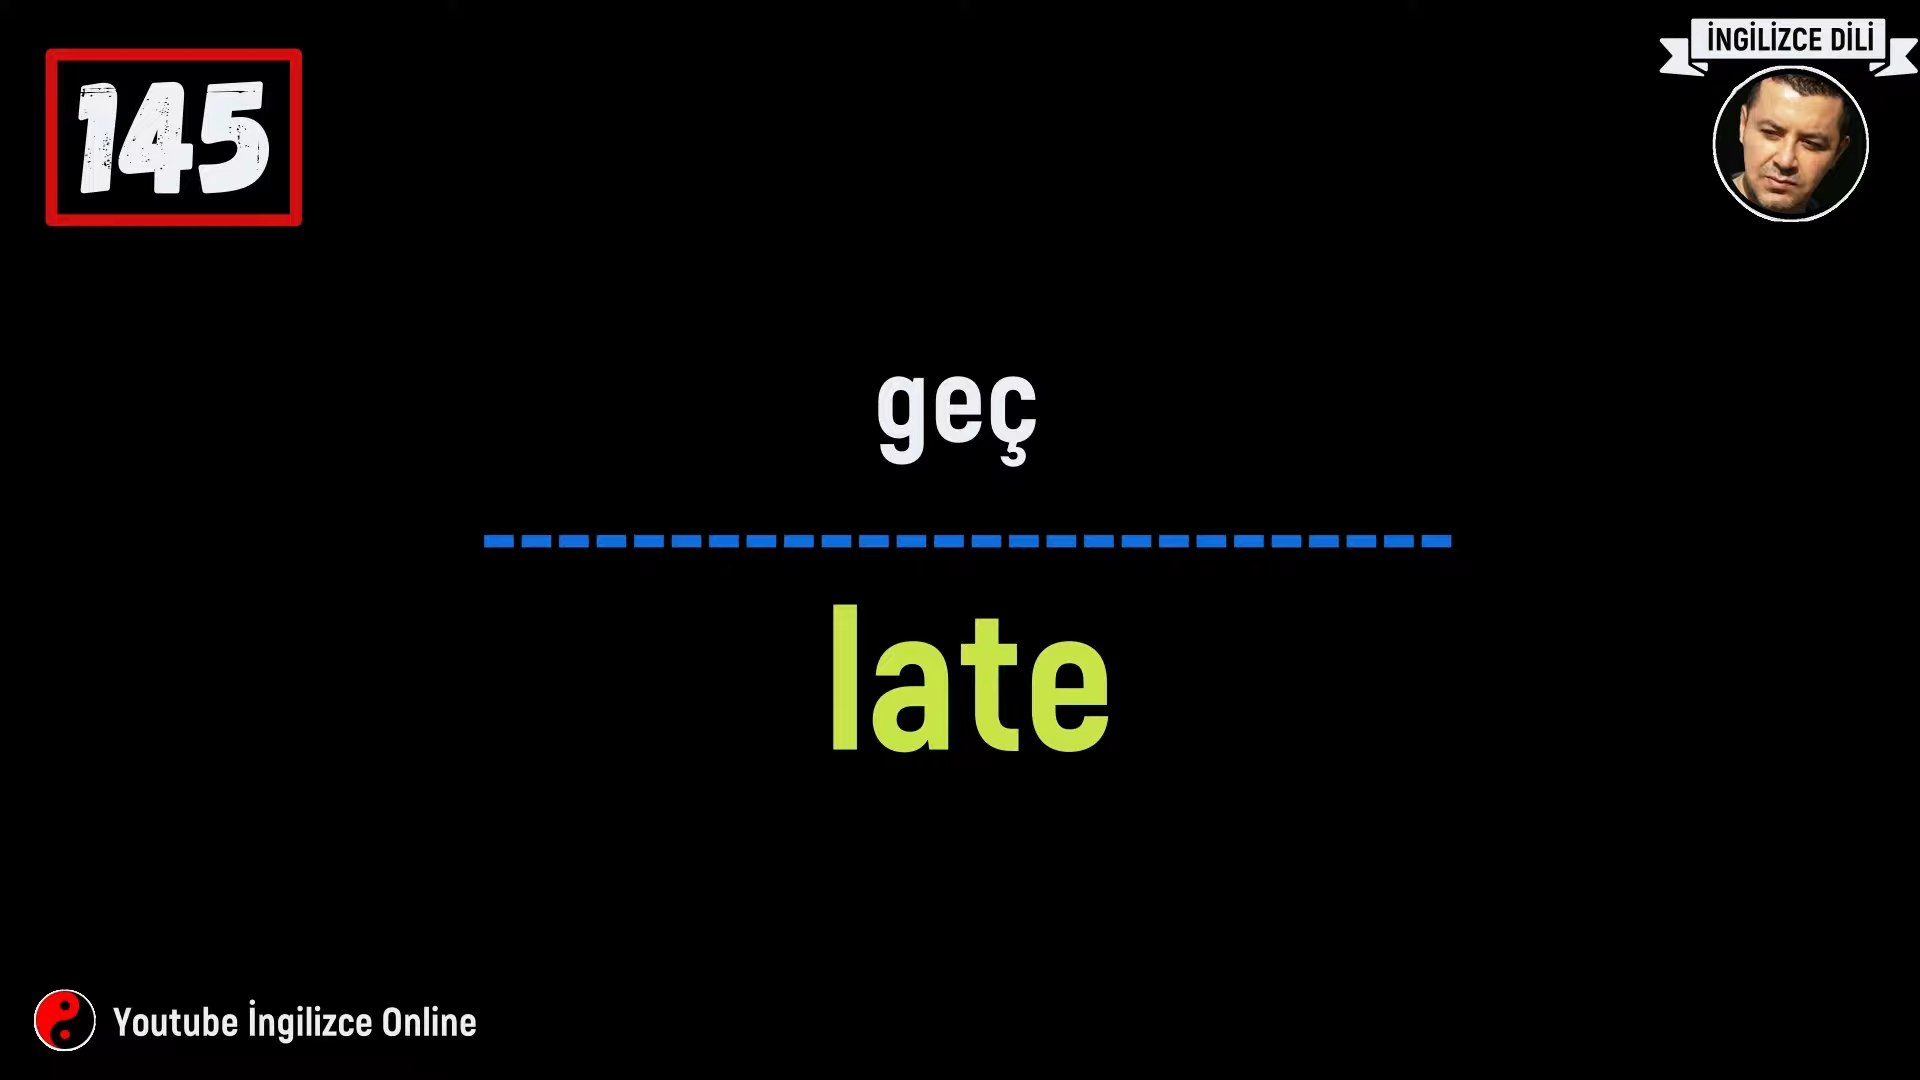 145
İNGİLİZCE DİLİ
geç
late
Youtube İngilizce Online